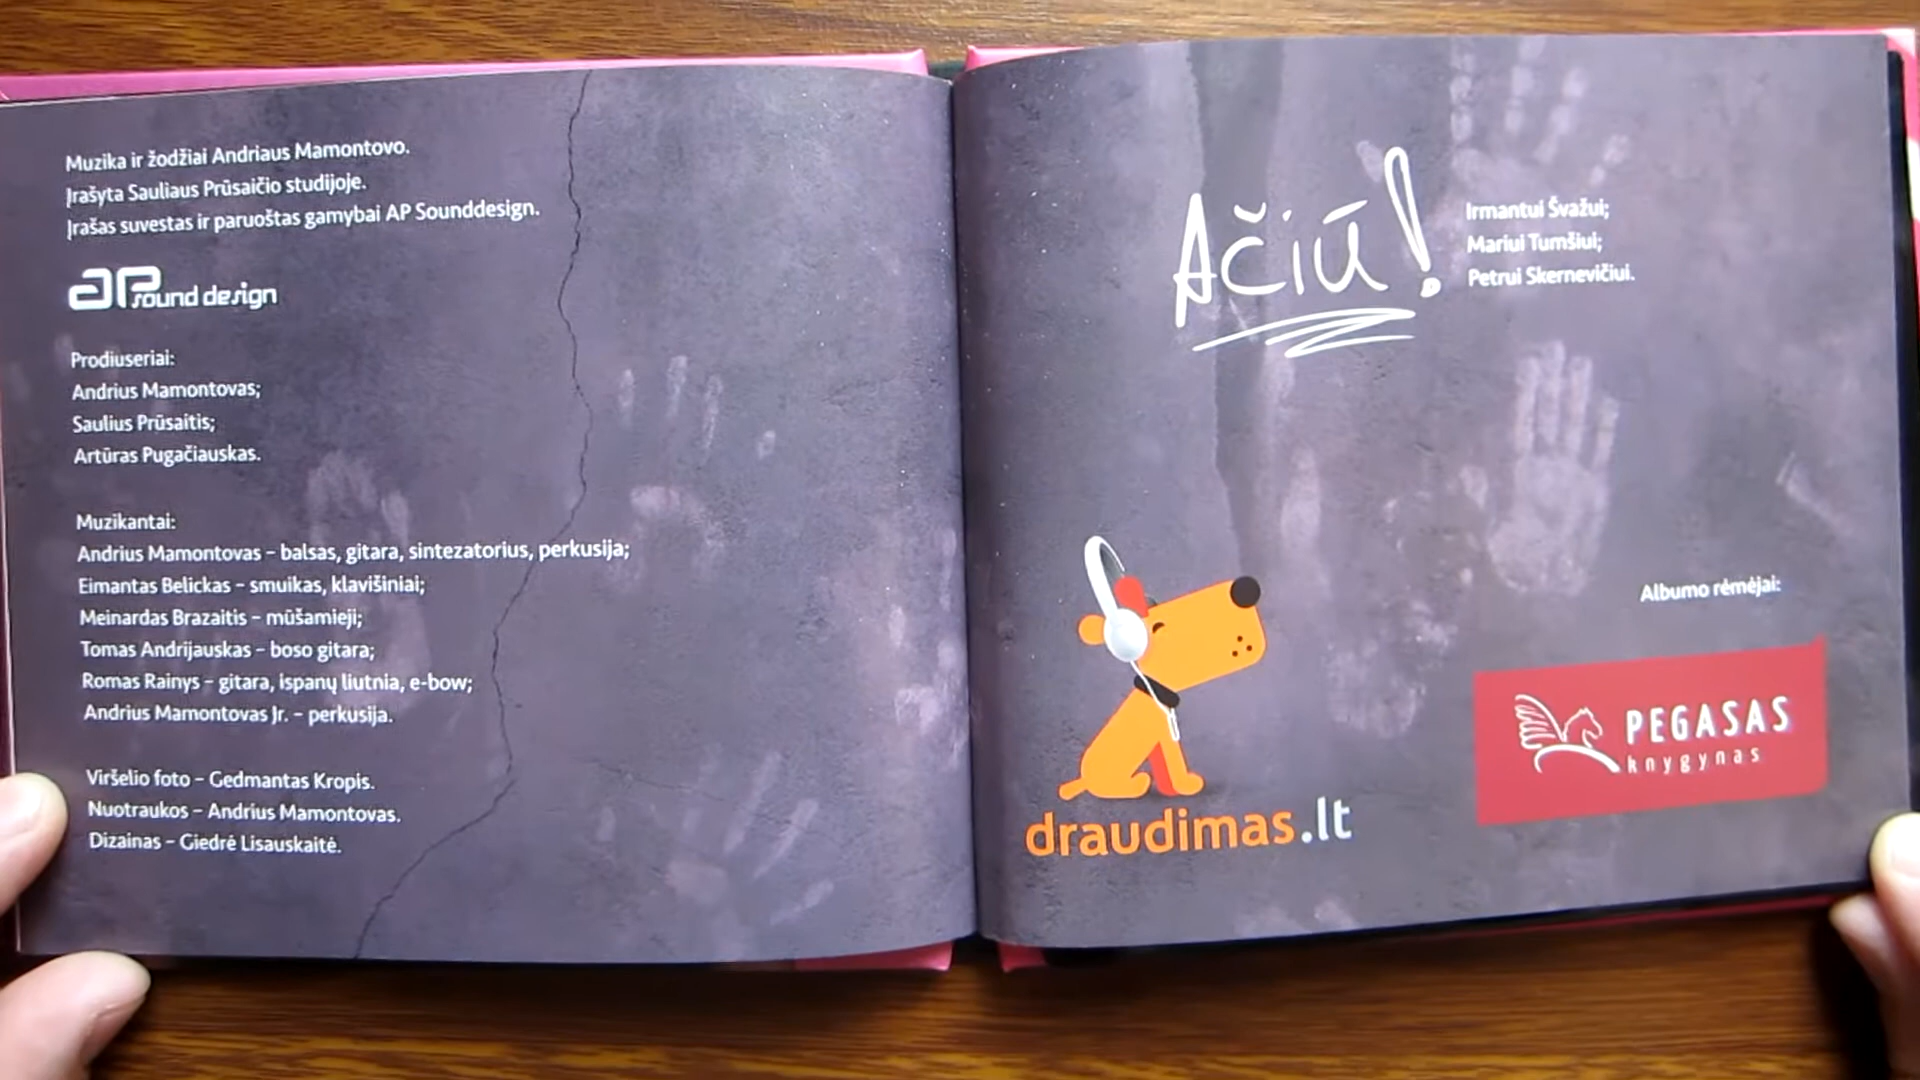 Muzika ir žodžiai Andriaus Mamontovo.
Įrašyta Sauliaus Prūsaičio studijoje.
Įrašas suvestas ir paruoštas gamybai AP Sounddesign.
aP sound design
Prodiuseriai:
Andrius Mamontovas;
Saulius Prūsaitis;
Artūras Pugačiauskas.
Muzikantai:
Andrius Mamontovas – balsas, gitara, sintezatorius, perkusija;
Eimantas Belickas – smuikas, klavišiniai;
Meinardas Brazaitis – mūšamieji;
Tomas Andrijauskas – boso gitara;
Romas Rainys – gitara, ispanų liutnia, e-bow;
Andrius Mamontovas Jr. – perkusija.
Viršelio foto – Gedmantas Kropis.
Nuotraukos – Andrius Mamontovas.
Dizainas – Giedrė Lisauskaitė.
Ačiū!
Irmantui Švažui;
Mariui Tumšiui;
Petrui Skernevičiui.
Albumo rėmėjai:
draudimas.lt
PEGASAS
knygynas